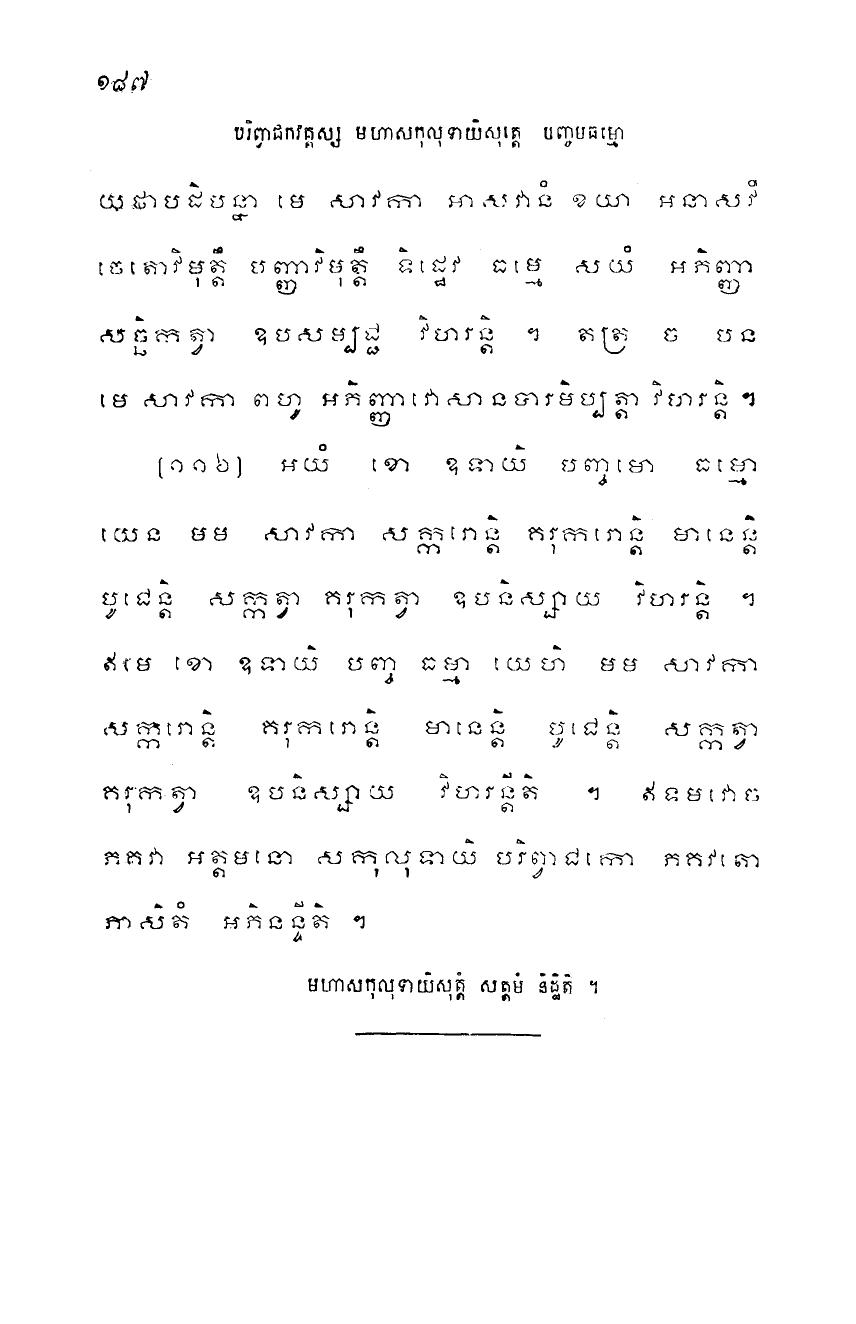 ១៨៧
បរិព្វាជកវគ្គស្ស មហាសកុលុទាយិសុត្តេ បញ្ចមធម្មោ
យថាបដិបន្នា មេ សាវកា អាសវានំ ខយា អនាសវំ
ចេតោវិមុត្តឹ បញ្ញាវិមុត្តឹ ទិដ្ឋេវ ធម្មេ សយំ អភិញ្ញា
សច្ឆិកត្វា ឧបសម្បជ្ជ វិហរន្តិ ។ តត្រ ច បន
មេ សាវកា ពហូ អភិញ្ញាវោសានបារមិប្បត្តា វិហរន្តិ ។
[១១៦] អយំ ខោ ឧទាយិ បញ្ចមោ ធម្មោ
យេន មម សាវកា សក្ករោន្តិ គរុករោន្តិ មានេន្តិ
បូជេន្តិ សក្កត្វា គរុកត្វា ឧបនិស្សាយ វិហរន្តិ ។
ឥមេ ខោ ឧទាយិ បញ្ច ធម្មា យេហិ មម សាវកា
សក្ករោន្តិ គរុករោន្តិ មានេន្តិ បូជេន្តិ សក្កត្វា
គរុកត្វា ឧបនិស្សាយ វិហរន្តីតិ ។ ឥទមវោច
ភគវា អត្តមនោ សកុលុទាយិ បរិព្វាជកោ ភគវតោ
ភាសិតំ អភិនន្ទីតិ ។
មហាសកុលុទាយិសុត្តំ សត្តមំ និដ្ឋិតំ ។